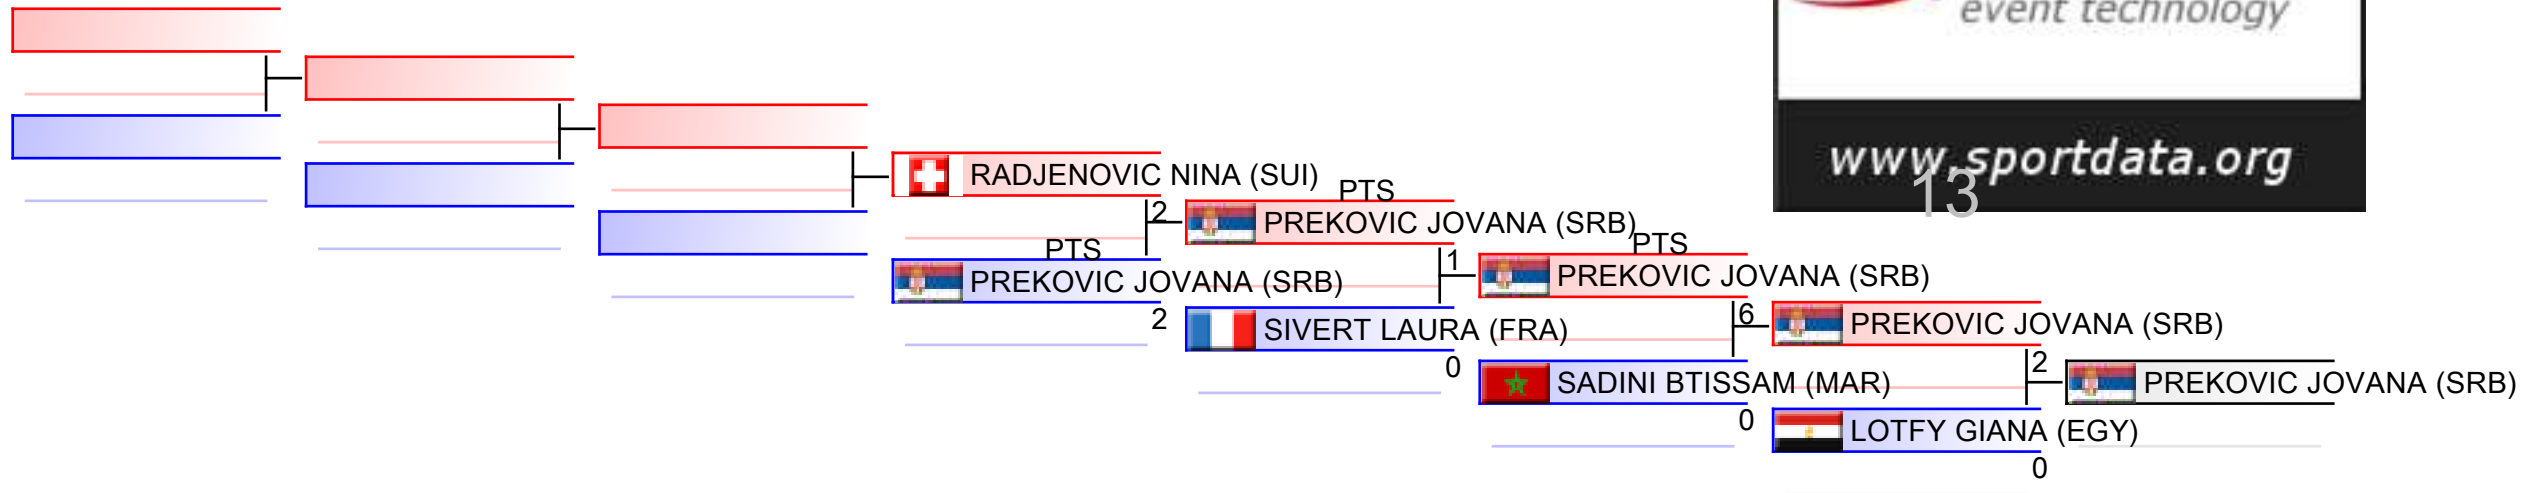 event technology
www.sportdata.org
13
RADJENOVIC NINA (SUI)
PTS
2
PREKOVIC JOVANA (SRB)
PTS
PTS
PREKOVIC JOVANA (SRB)
1
PREKOVIC JOVANA (SRB)
2
SIVERT LAURA (FRA)
6
PREKOVIC JOVANA (SRB)
0
SADINI BTISSAM (MAR)
2
PREKOVIC JOVANA (SRB)
0
LOTFY GIANA (EGY)
0